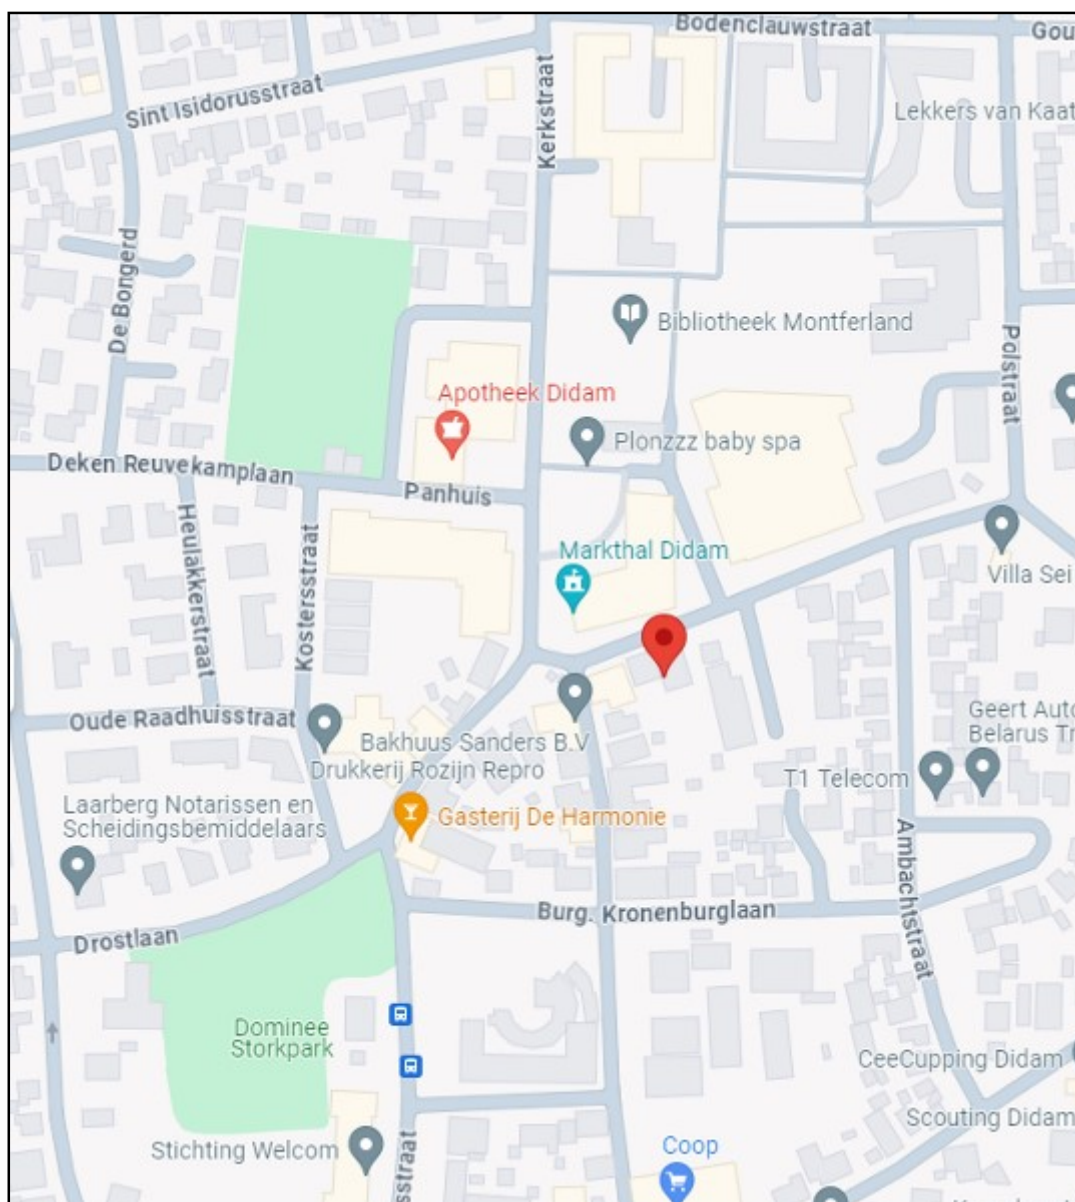 Bodenclauwstraat
Gou
Sint Isidorusstraat
Kerkstraat
Lekkers van Kaat
De Bongerd
Bibliotheek Montferland
Polstraat
Apotheek Didam
Plonzzz baby spa
Deken Reuvekamplaan
Panhuis
Heulakkerstraat
Kostersstraat
Markthal Didam
Villa Sei
Oude Raadhuisstraat
Bakhuus Sanders B.V
Drukkerij Rozijn Repro
Geert Auto
Belarus Tr
T1 Telecom
Laarberg Notarissen en
Scheidingsbemiddelaars
Gasterij De Harmonie
Ambachtstraat
Burg. Kronenburglaan
Drostlaan
Dominee
Storkpark
CeeCupping Didam
Scouting Didam
Stichting Welcom
sstraat
Coop